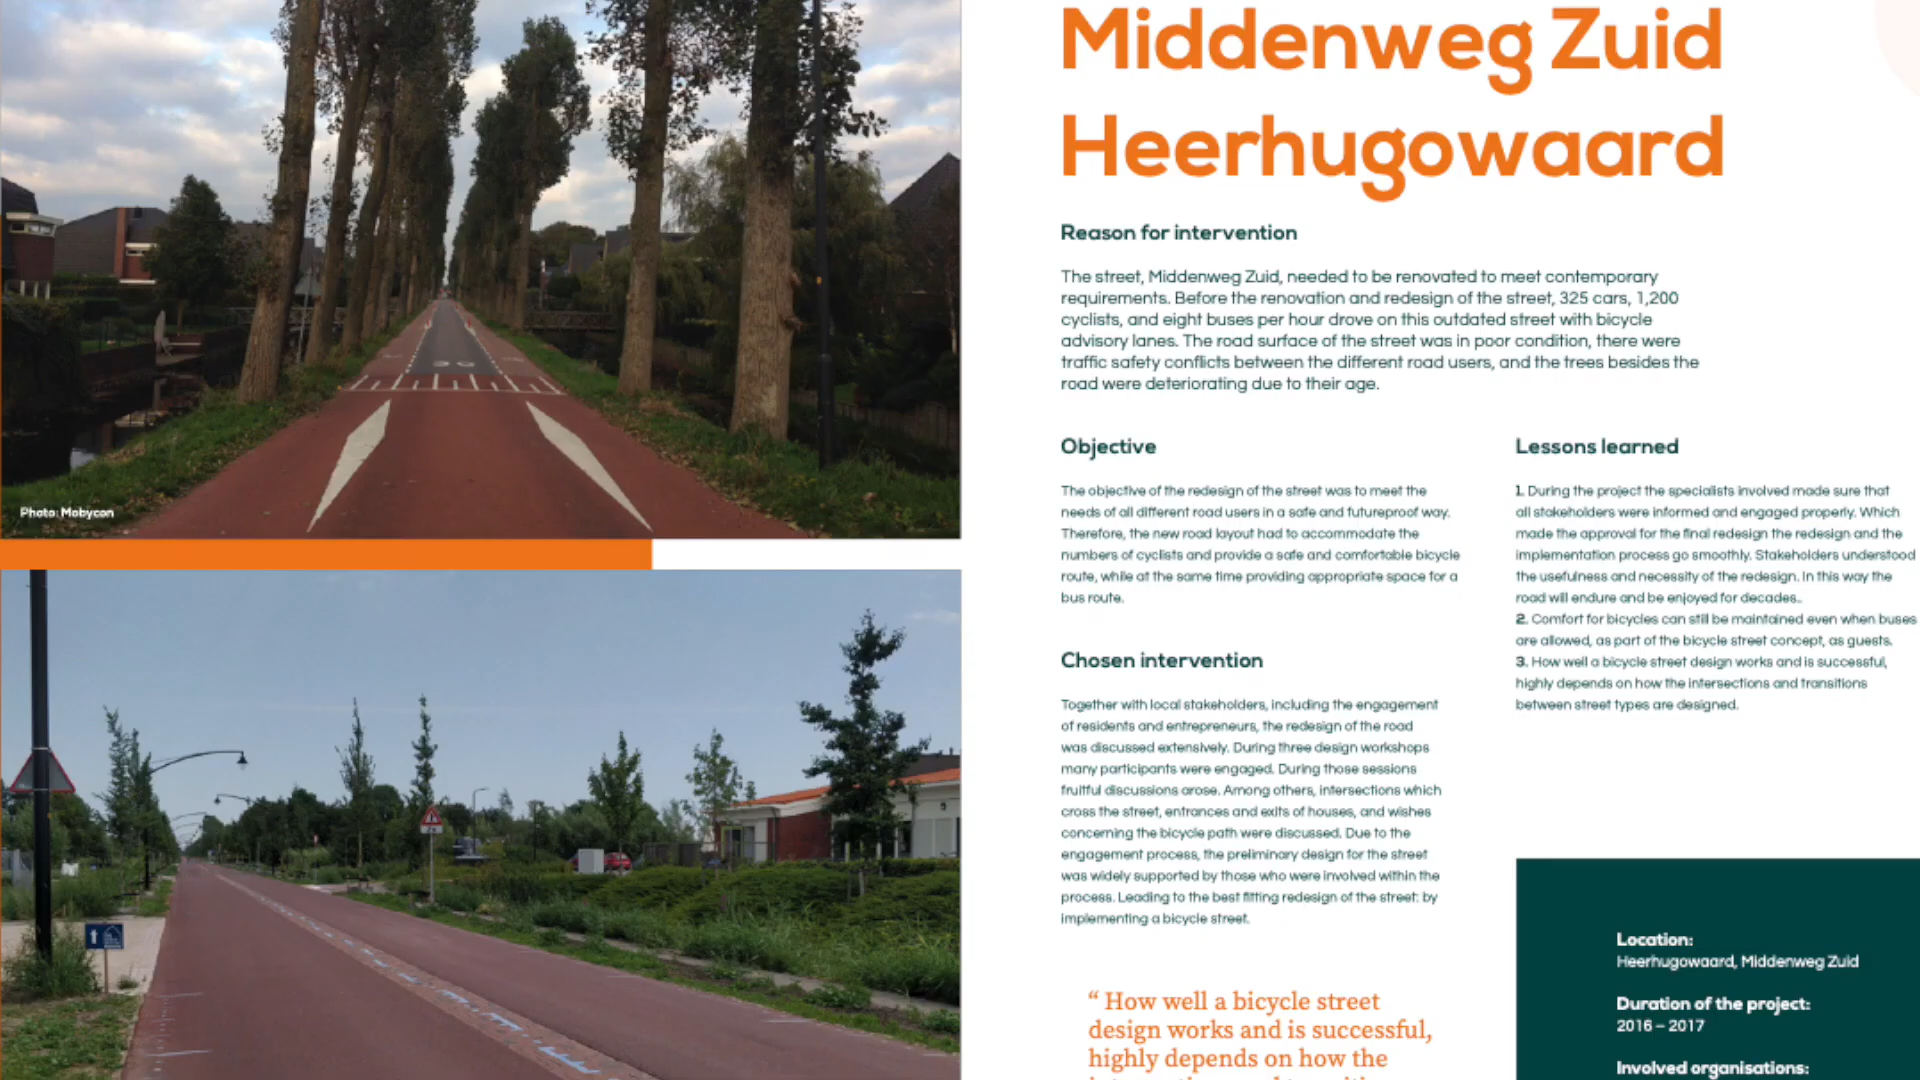 Middenweg Zuid
Heerhugowaard
Reason for intervention
The street, Middenweg Zuid, needed to be renovated to meet contemporary
requirements. Before the renovation and redesign of the street, 325 cars, 1,200
cyclists, and eight buses per hour drove on this outdated street with bicycle
advisory lanes. The road surface of the street was in poor condition, there were
traffic safety conflicts between the different road users, and the trees besides the
road were deteriorating due to their age.
Objective
The objective of the redesign of the street was to meet the
needs of all different road users in a safe and futureproof way.
Therefore, the new road layout had to accommodate the
numbers of cyclists and provide a safe and comfortable bicycle
route, while at the same time providing appropriate space for a
bus route.
Chosen intervention
Together with local stakeholders, including the engagement
of residents and entrepreneurs, the redesign of the road
was discussed extensively. During three design workshops
many participants were engaged. During those sessions
fruitful discussions arose. Among others, intersections which
cross the street, entrances and exits of houses, and wishes
concerning the bicycle path were discussed. Due to the
engagement process, the preliminary design for the street
was widely supported by those who were involved within the
process. Leading to the best fitting redesign of the street: by
implementing a bicycle street.
“ How well a bicycle street
design works and is successful,
highly depends on how the
Lessons learned
1. During the project the specialists involved made sure that
all stakeholders were informed and engaged properly. Which
made the approval for the final redesign the redesign and the
implementation process go smoothly. Stakeholders understood
the usefulness and necessity of the redesign. In this way the
road will endure and be enjoyed for decades..
2. Comfort for bicycles can still be maintained even when buses
are allowed, as part of the bicycle street concept, as guests.
3. How well a bicycle street design works and is successful,
highly depends on how the intersections and transitions
between street types are designed.
Location:
Heerhugowaard, Middenweg Zuid
Duration of the project:
2016 – 2017
Involved organisations:
Photo: Mobycon
30